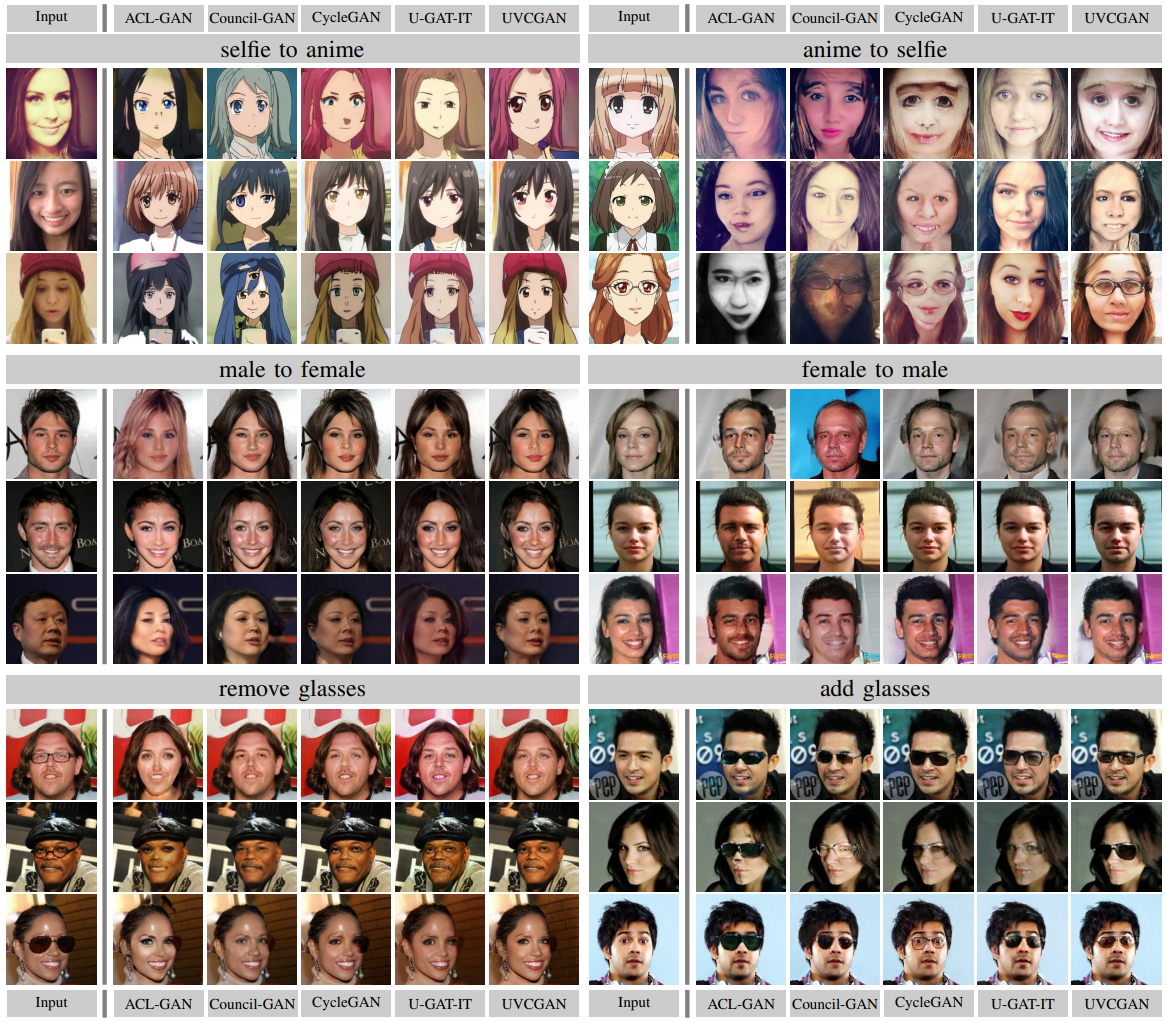 Input ACL-GAN Council-GAN CycleGAN U-GAT-IT UVCGAN Input ACL-GAN Council-GAN CycleGAN U-GAT-IT UVCGAN
selfie to anime
anime to selfie
male to female
female to male
remove glasses
add glasses
Input ACL-GAN Council-GAN CycleGAN U-GAT-IT UVCGAN Input ACL-GAN Council-GAN CycleGAN U-GAT-IT UVCGAN